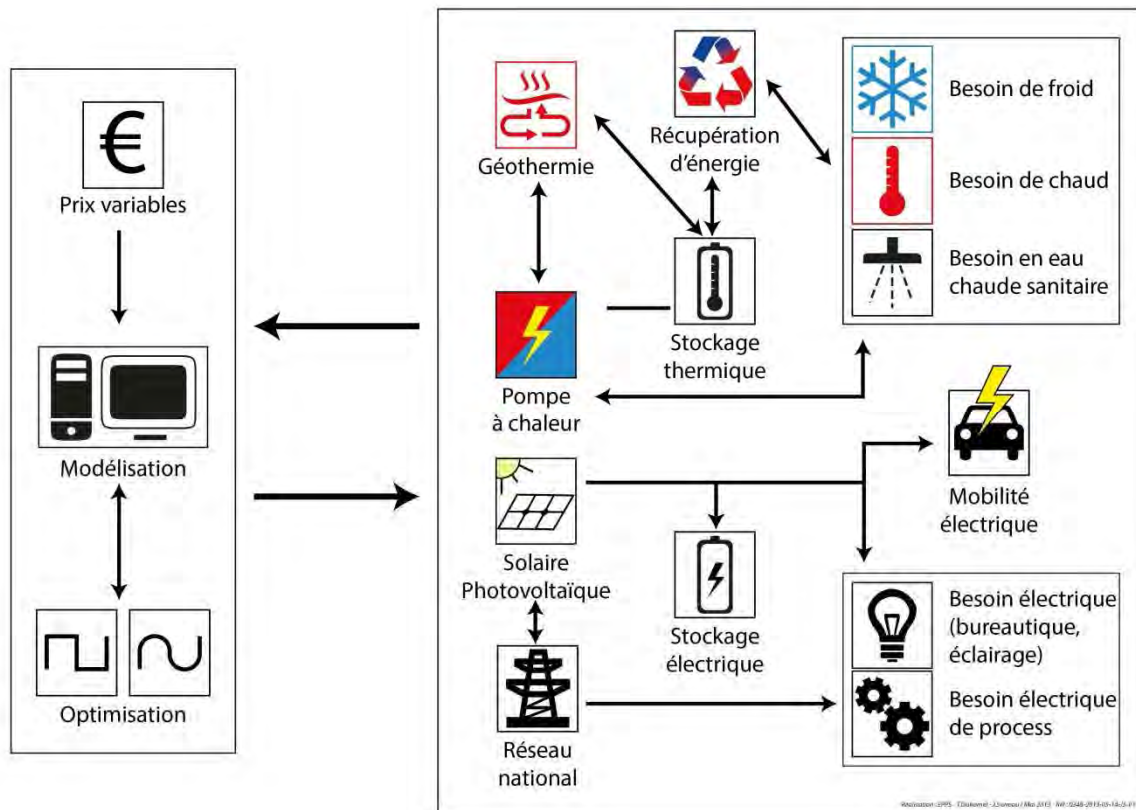 €
Prix variables
Modélisation
Optimisation
Géothermie
Récupération
d'énergie
Pompe
à chaleur
Stockage
thermique
Besoin de froid
Besoin de chaud
Besoin en eau
chaude sanitaire
Solaire
Photovoltaïque
Stockage
électrique
Mobilité
électrique
Réseau
national
Besoin électrique
(bureautique,
éclairage)
Besoin électrique
de process